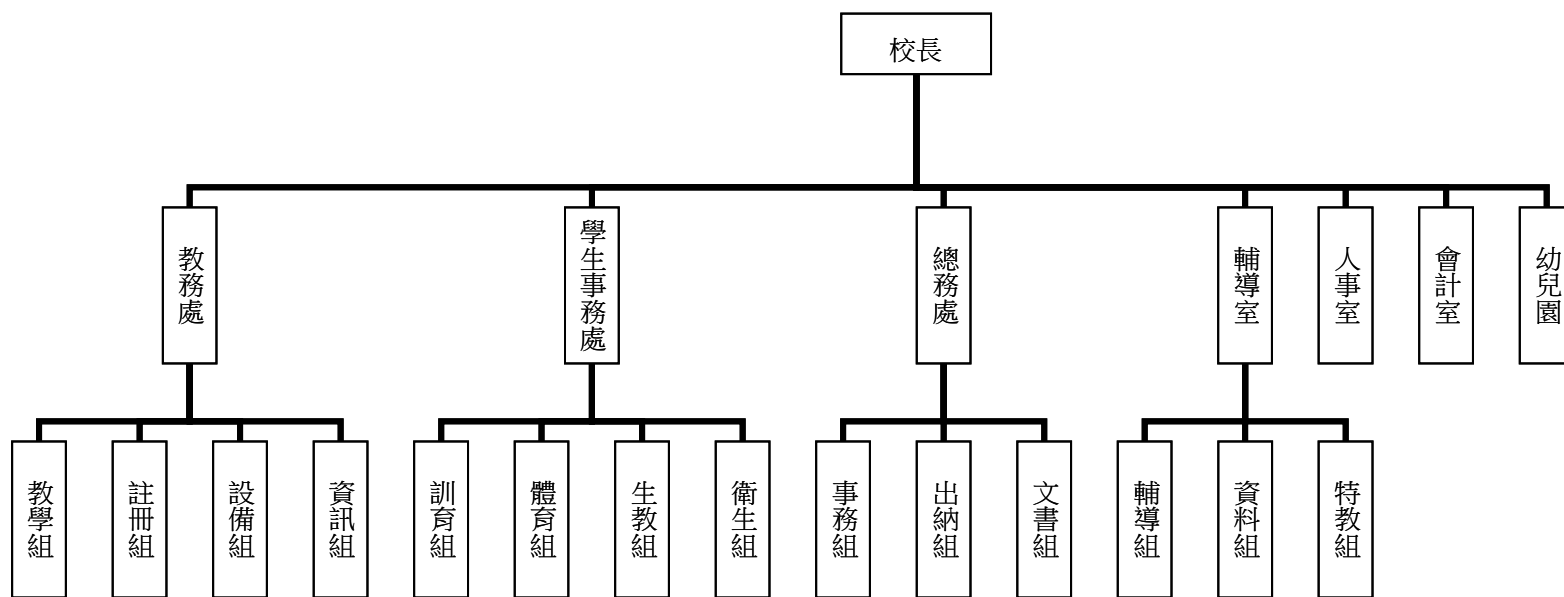 校長
教務處
學生事務處
總務處
輔導室
人事室
會計室
幼兒園
教學組
註冊組
設備組
資訊組
訓育組
體育組
生教組
衛生組
事務組
出納組
文書組
輔導組
資料組
特教組